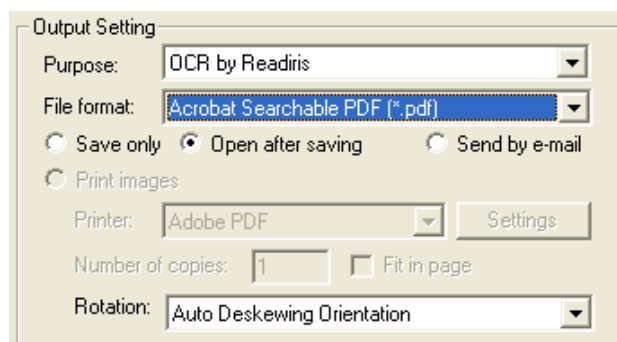 Output Setting
Purpose: OCR by Readiris
File format: Acrobat Searchable PDF (*.pdf)
Save only Open after saving Send by e-mail
Print images
Printer: Adobe PDF Settings
Number of copies: 1 Fit in page
Rotation: Auto Deskewing Orientation